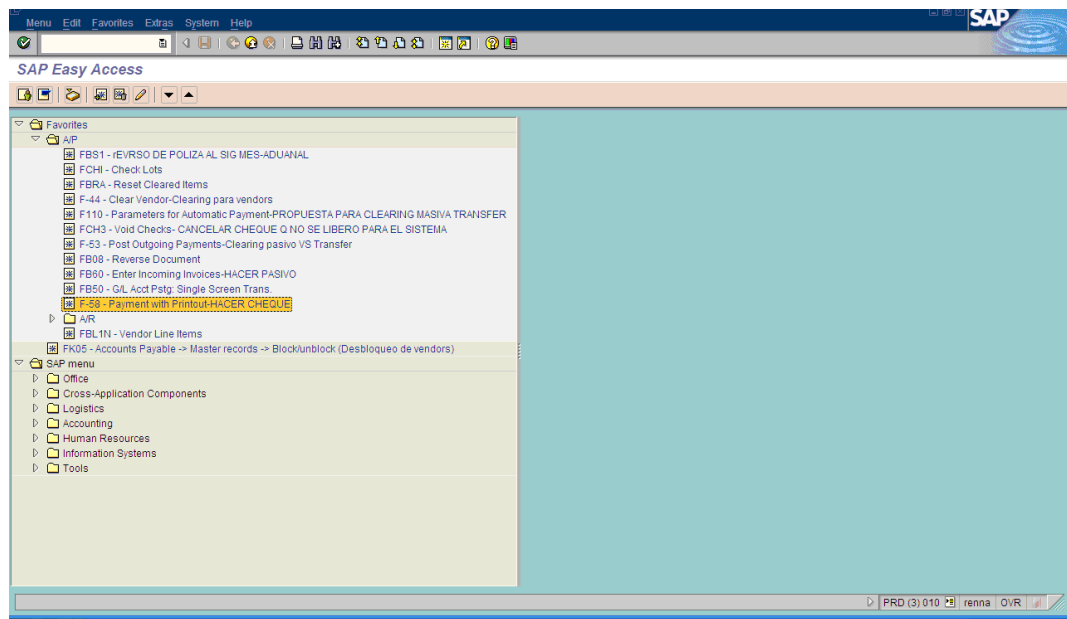 Menu Edit Favorites Extras System Help
SAP
SAP Easy Access
Favorites
A/P
FBS1 - rEVRSO DE POLIZA AL SIG MES-ADUANAL
FCHI - Check Lots
FBRA - Reset Cleared Items
F-44 - Clear Vendor-Clearing para vendors
F110 - Parameters for Automatic Payment-PROPUESTA PARA CLEARING MASIVA TRANSFER
FCH3 - Void Checks- CANCELAR CHEQUE Q NO SE LIBERO PARA EL SISTEMA
F-53 - Post Outgoing Payments-Clearing pasivo VS Transfer
FB08 - Reverse Document
FB60 - Enter Incoming Invoices-HACER PASIVO
FB50 - G/L Acct Pstg: Single Screen Trans.
F-58 - Payment with Printout-HACER CHEQUE
A/R
FBL1N - Vendor Line Items
FK05 - Accounts Payable -> Master records -> Block/unblock (Desbloqueo de vendors)
SAP menu
Office
Cross-Application Components
Logistics
Accounting
Human Resources
Information Systems
Tools
PRD (3) 010 renna OVR